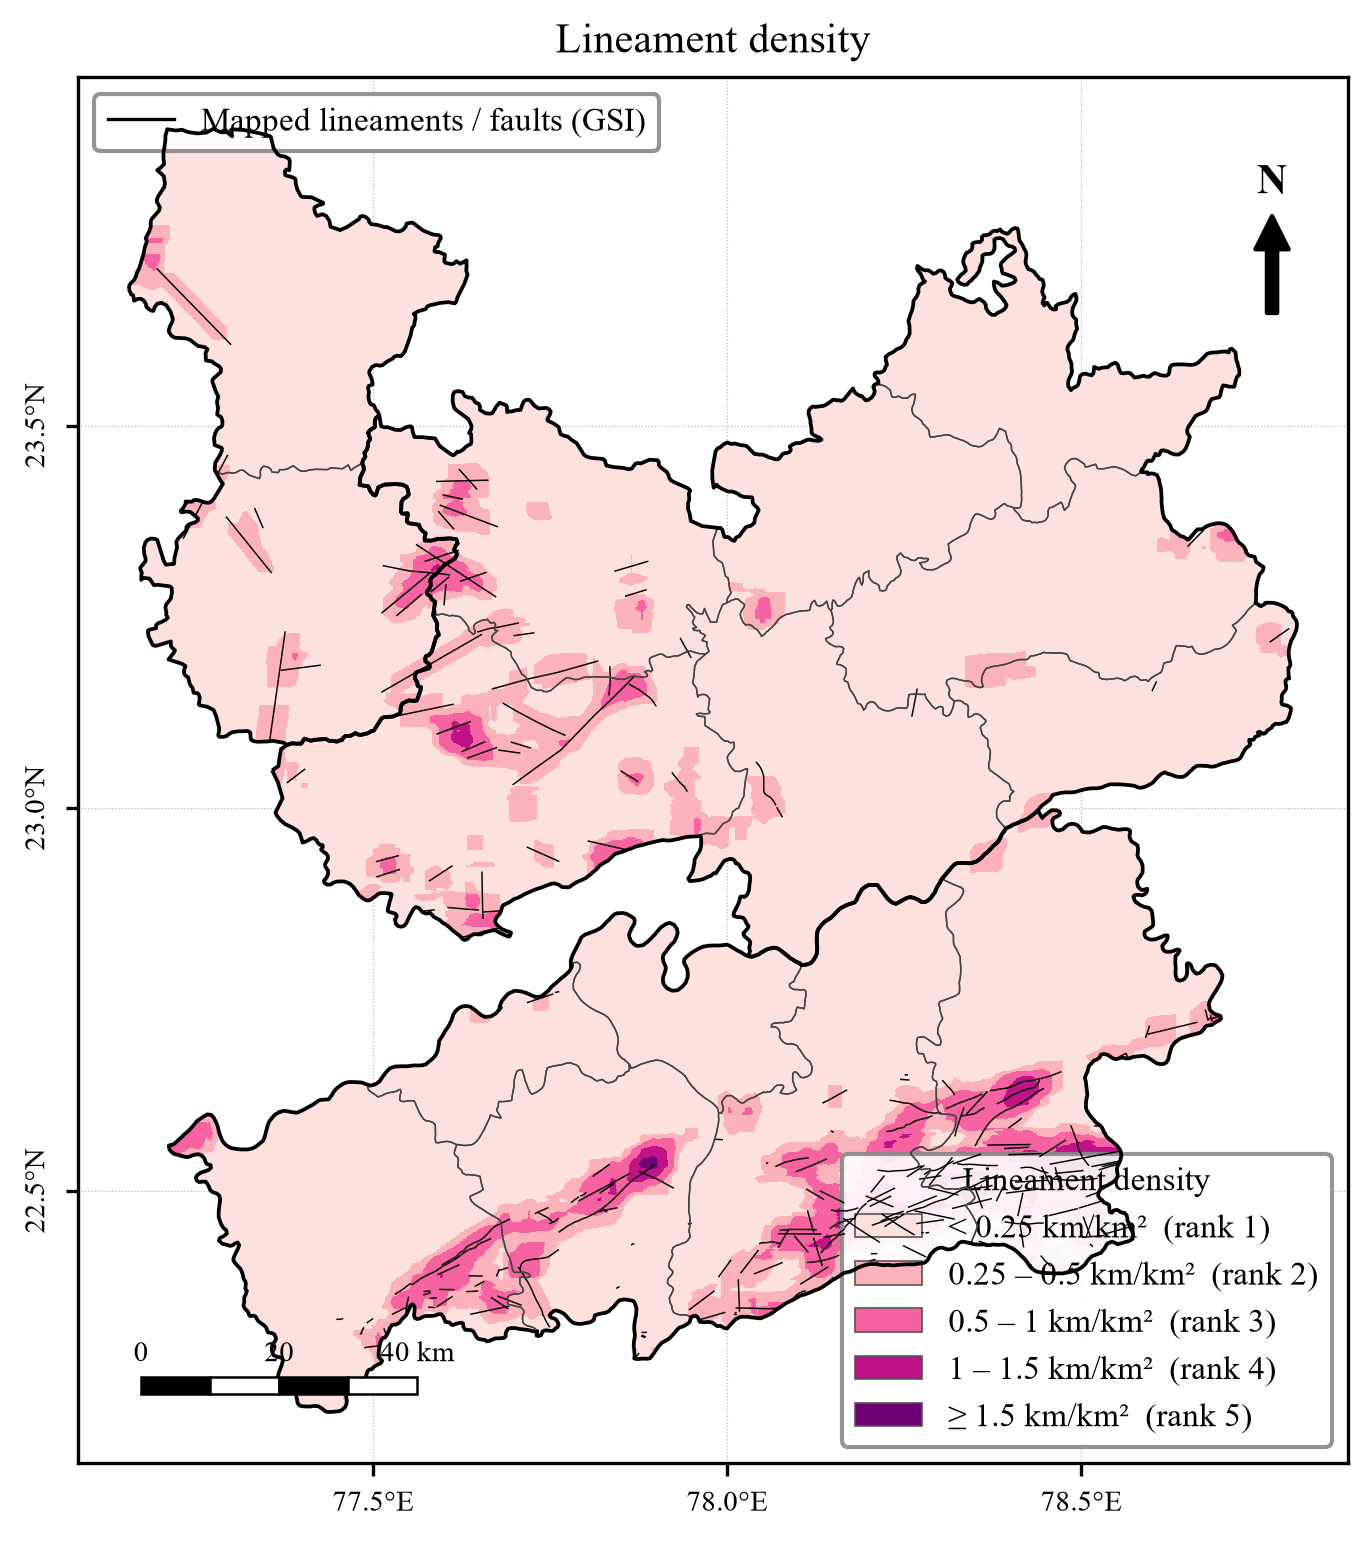 Lineament density
Mapped lineaments / faults (GSI)
N
23.5°N
23.0°N
22.5°N
0 20 40 km
Lineament density
< 0.25 km/km² (rank 1)
0.25 – 0.5 km/km² (rank 2)
0.5 – 1 km/km² (rank 3)
1 – 1.5 km/km² (rank 4)
≥ 1.5 km/km² (rank 5)
77.5°E 78.0°E 78.5°E